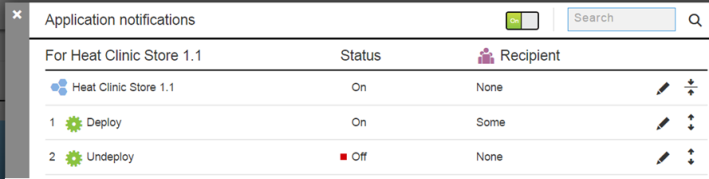 Application notifications On Search
For Heat Clinic Store 1.1 Status Recipient
Heat Clinic Store 1.1 On None
1 Deploy On Some
2 Undeploy Off None